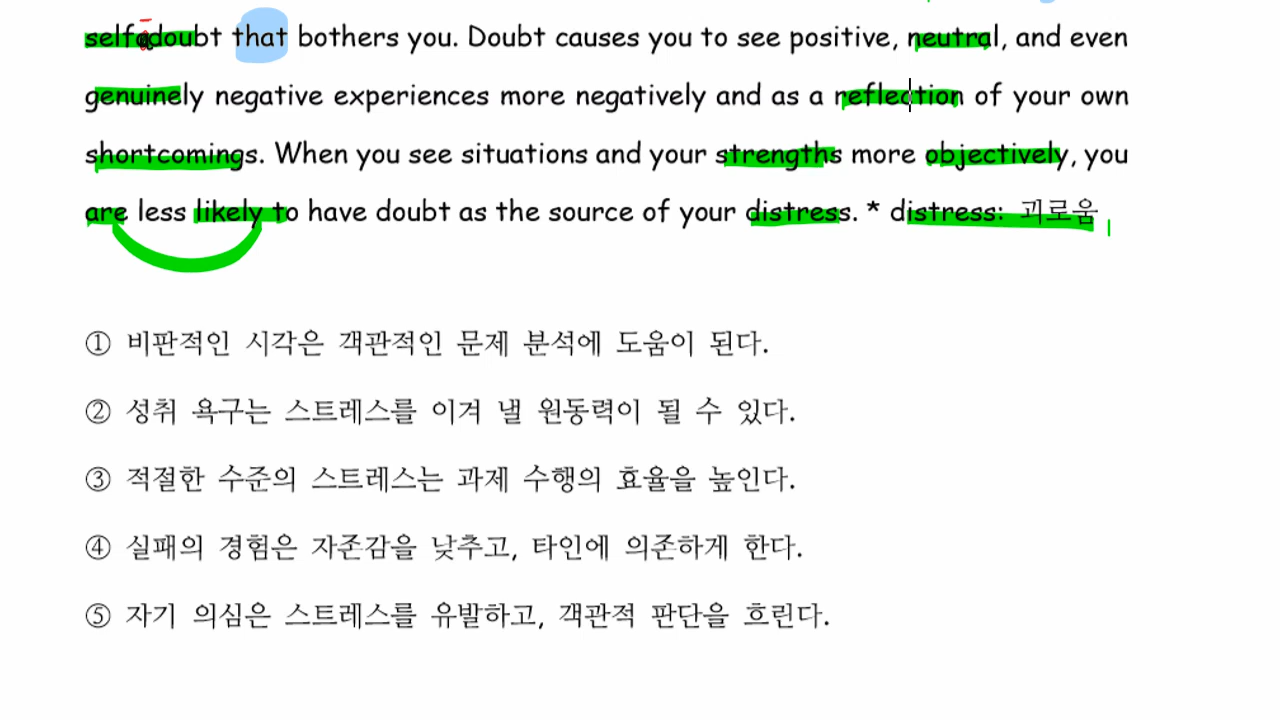 self-doubt that bothers you. Doubt causes you to see positive, neutral, and even
genuinely negative experiences more negatively and as a reflection of your own
shortcomings. When you see situations and your strengths more objectively, you
are less likely to have doubt as the source of your distress. * distress: 괴로움
① 비판적인 시각은 객관적인 문제 분석에 도움이 된다.
② 성취 욕구는 스트레스를 이겨 낼 원동력이 될 수 있다.
③ 적절한 수준의 스트레스는 과제 수행의 효율을 높인다.
④ 실패의 경험은 자존감을 낮추고, 타인에 의존하게 한다.
⑤ 자기 의심은 스트레스를 유발하고, 객관적 판단을 흐린다.